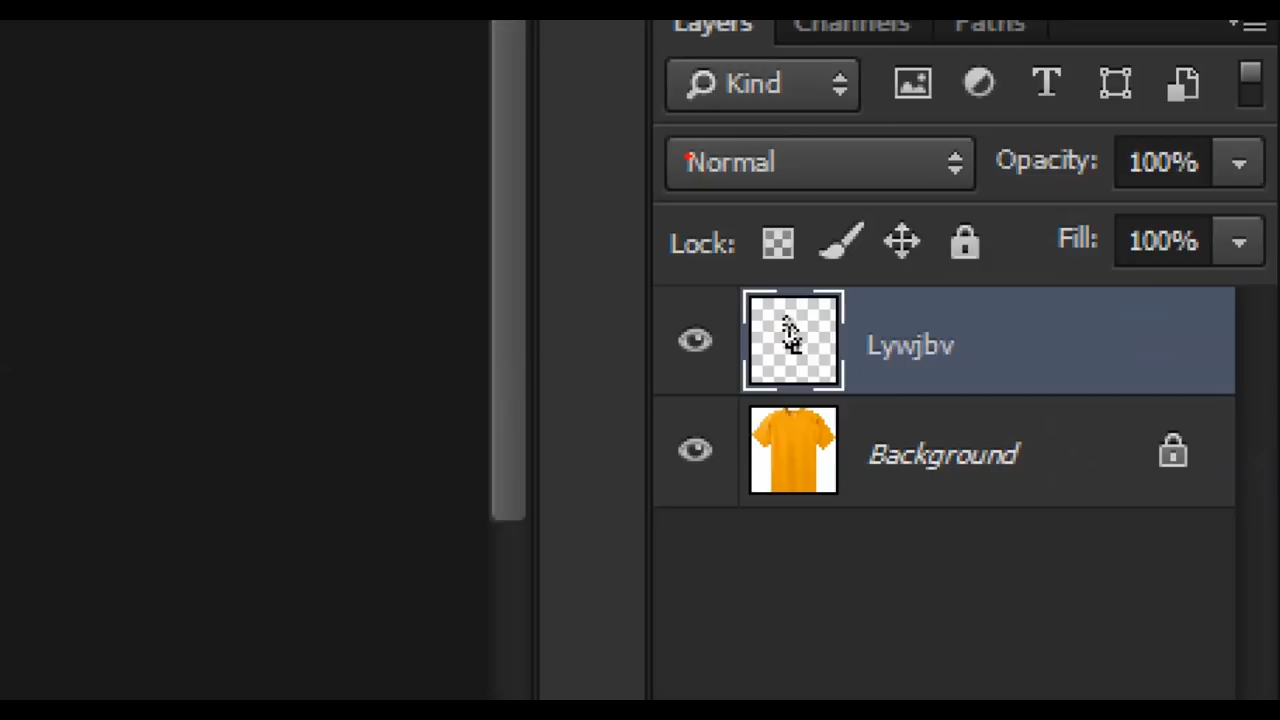 Layers Channels Paths
Kind T
Normal Opacity: 100%
Lock: Fill: 100%
Lywjbv
Background